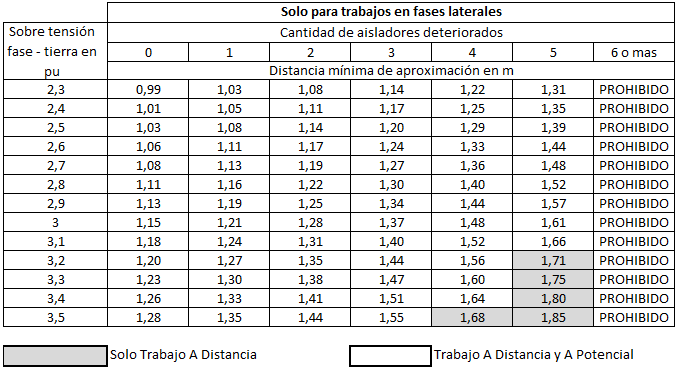 Solo para trabajos en fases laterales
Sobre tensión fase - tierra en pu
Cantidad de aisladores deteriorados
0 1 2 3 4 5 6 o mas
Distancia mínima de aproximación en m
2,3 0,99 1,03 1,08 1,14 1,22 1,31 PROHIBIDO
2,4 1,01 1,05 1,11 1,17 1,25 1,35 PROHIBIDO
2,5 1,03 1,08 1,14 1,20 1,29 1,39 PROHIBIDO
2,6 1,06 1,11 1,17 1,24 1,33 1,44 PROHIBIDO
2,7 1,08 1,13 1,19 1,27 1,36 1,48 PROHIBIDO
2,8 1,11 1,16 1,22 1,30 1,40 1,52 PROHIBIDO
2,9 1,13 1,19 1,25 1,34 1,44 1,57 PROHIBIDO
3 1,15 1,21 1,28 1,37 1,48 1,61 PROHIBIDO
3,1 1,18 1,24 1,31 1,40 1,52 1,66 PROHIBIDO
3,2 1,20 1,27 1,35 1,44 1,56 1,71 PROHIBIDO
3,3 1,23 1,30 1,38 1,47 1,60 1,75 PROHIBIDO
3,4 1,26 1,33 1,41 1,51 1,64 1,80 PROHIBIDO
3,5 1,28 1,35 1,44 1,55 1,68 1,85 PROHIBIDO
Solo Trabajo A Distancia
Trabajo A Distancia y A Potencial